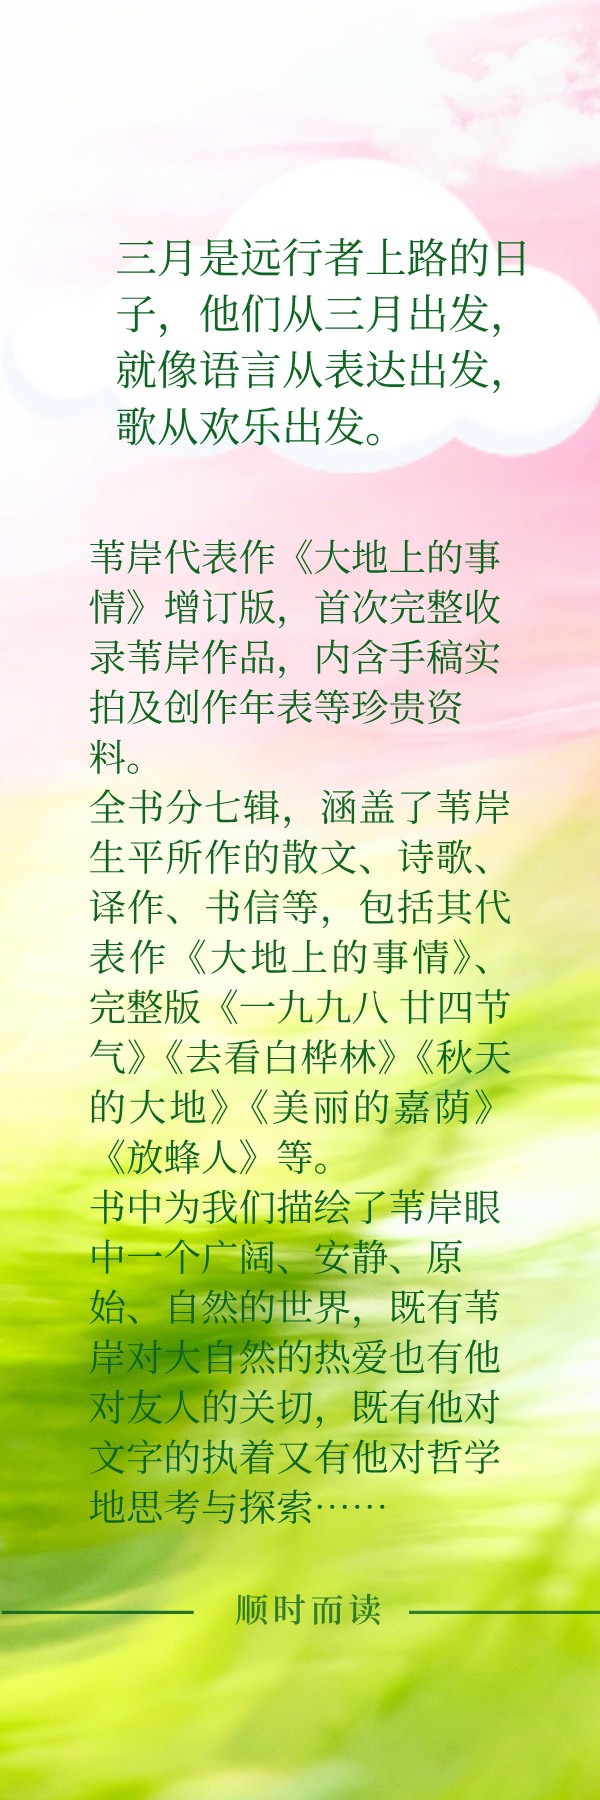 三月是远行者上路的日
子，他们从三月出发，
就像语言从表达出发，
歌从欢乐出发。
苇岸代表作《大地上的事
情》增订版，首次完整收
录苇岸作品，内含手稿实
拍及创作年表等珍贵资
料。
全书分七辑，涵盖了苇岸
生平所作的散文、诗歌、
译作、书信等，包括其代
表作《大地上的事情》、
完整版《一九九八 廿四节
气》《去看白桦林》《秋天
的大地》《美丽的嘉荫》
《放蜂人》等。
书中为我们描绘了苇岸眼
中一个广阔、安静、原
始、自然的世界，既有苇
岸对大自然的热爱也有他
对友人的关切，既有他对
文字的执着又有他对哲学
地思考与探索……
顺时而读